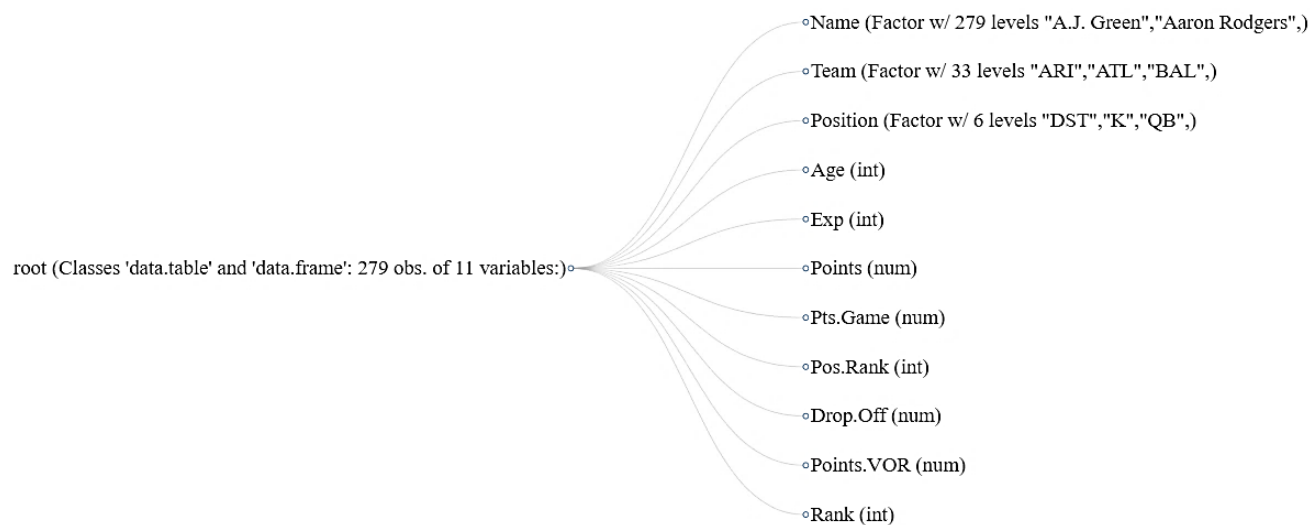 Name (Factor w/ 279 levels "A.J. Green","Aaron Rodgers",)
Team (Factor w/ 33 levels "ARI","ATL","BAL",)
Position (Factor w/ 6 levels "DST","K","QB",)
Age (int)
Exp (int)
root (Classes 'data.table' and 'data.frame': 279 obs. of 11 variables:)
Points (num)
Pts.Game (num)
Pos.Rank (int)
Drop.Off (num)
Points.VOR (num)
Rank (int)